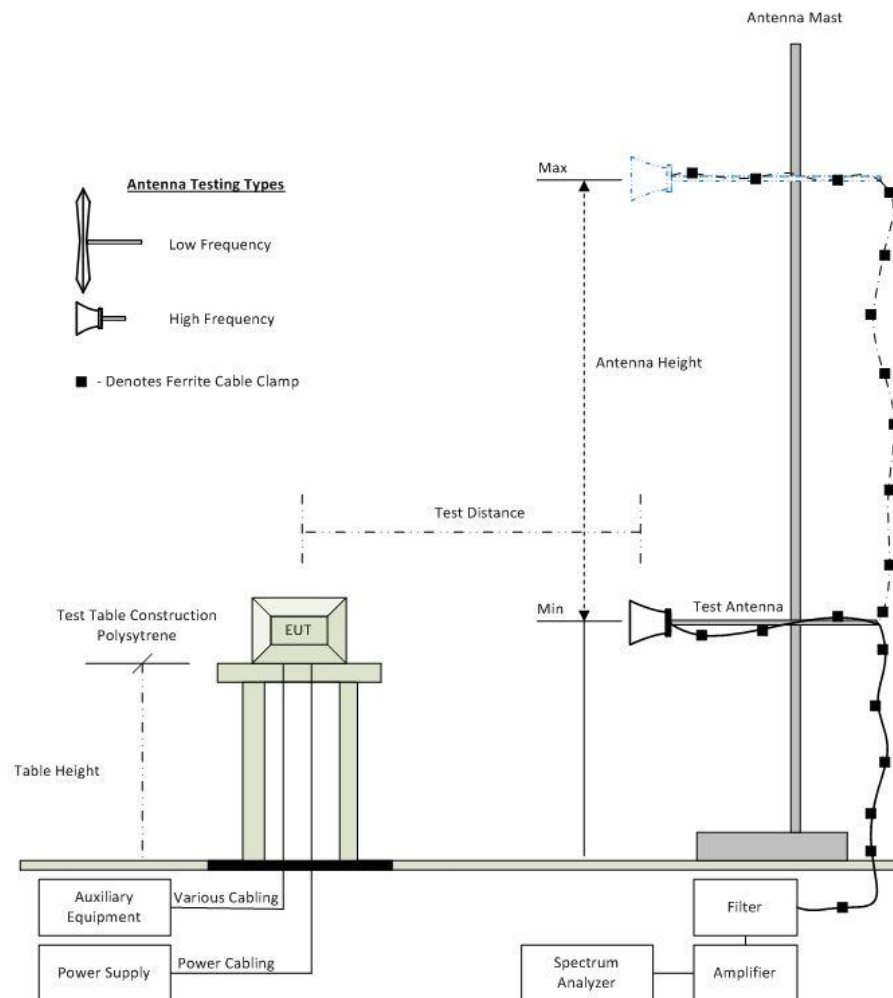 Antenna Mast
Antenna Testing Types
Low Frequency
High Frequency
- Denotes Ferrite Cable Clamp
Max
Antenna Height
Test Distance
Min
Test Antenna
Test Table Construction
Polysytrene
EUT
Table Height
Auxiliary
Equipment
Various Cabling
Power Supply
Power Cabling
Filter
Spectrum
Analyzer
Amplifier